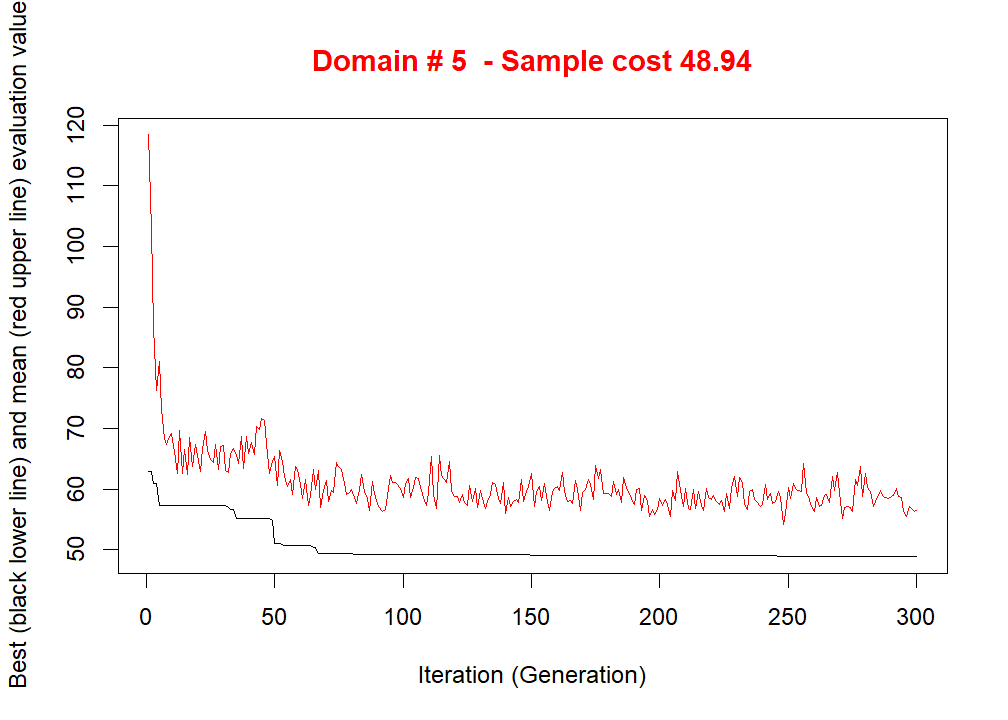 Domain # 5  - Sample cost 48.94
Best (black lower line) and mean (red upper line) evaluation value
120
110
100
90
80
70
60
50
0 50 100 150 200 250 300
Iteration (Generation)